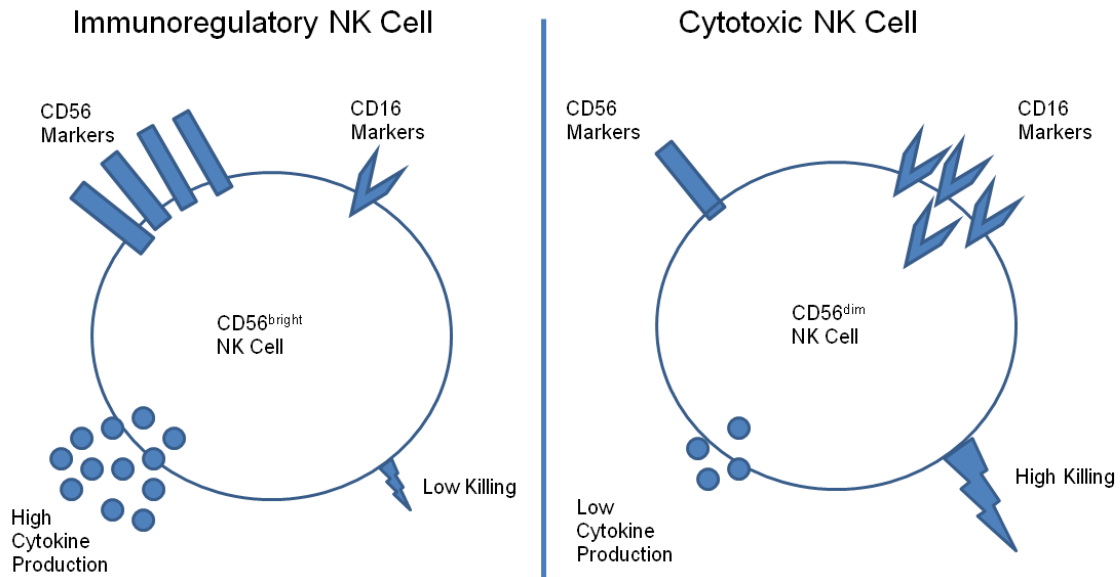 Immunoregulatory NK Cell
CD56
Markers
CD16
Markers
CD56bright
NK Cell
High
Cytokine
Production
Low Killing
Cytotoxic NK Cell
CD56
Markers
CD16
Markers
CD56dim
NK Cell
Low
Cytokine
Production
High Killing